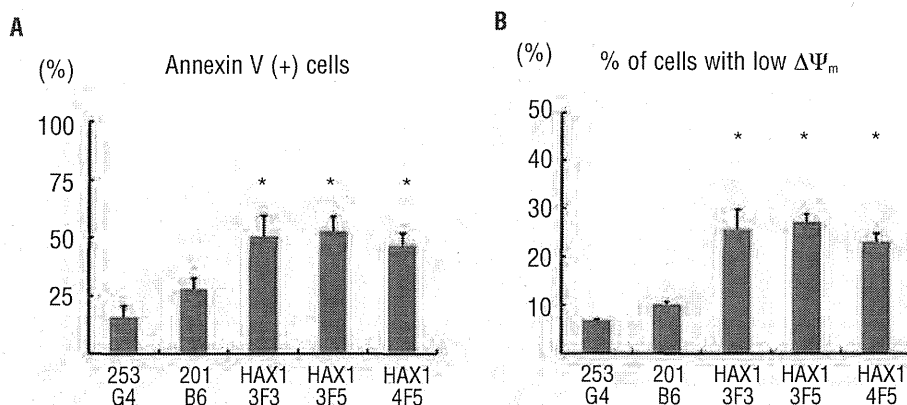 A
(%)
Annexin V (+) cells
100
75
50
25
* * *
253 201 HAX1 HAX1 HAX1
G4 B6 3F3 3F5 4F5
B
(%)
% of cells with low ΔΨm
50
40
30
20
10
* * *
253 201 HAX1 HAX1 HAX1
G4 B6 3F3 3F5 4F5